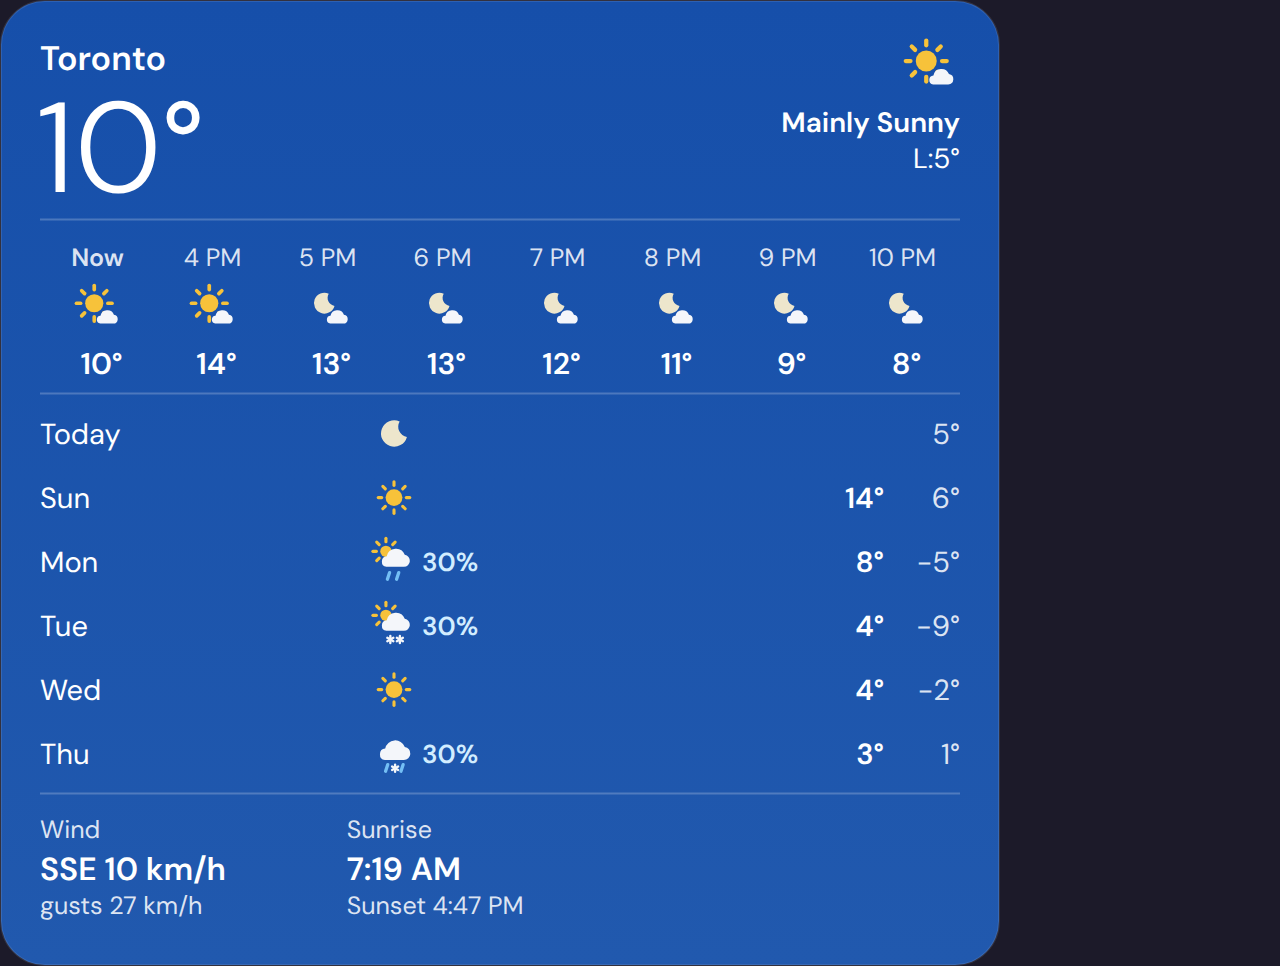 Toronto
10°
Mainly Sunny
L:5°
Now 4 PM 5 PM 6 PM 7 PM 8 PM 9 PM 10 PM
10° 14° 13° 13° 12° 11° 9° 8°
Today 5°
Sun 14° 6°
Mon 30% 8° -5°
Tue 30% 4° -9°
Wed 4° -2°
Thu 30% 3° 1°
Wind Sunrise
SSE 10 km/h 7:19 AM
gusts 27 km/h Sunset 4:47 PM